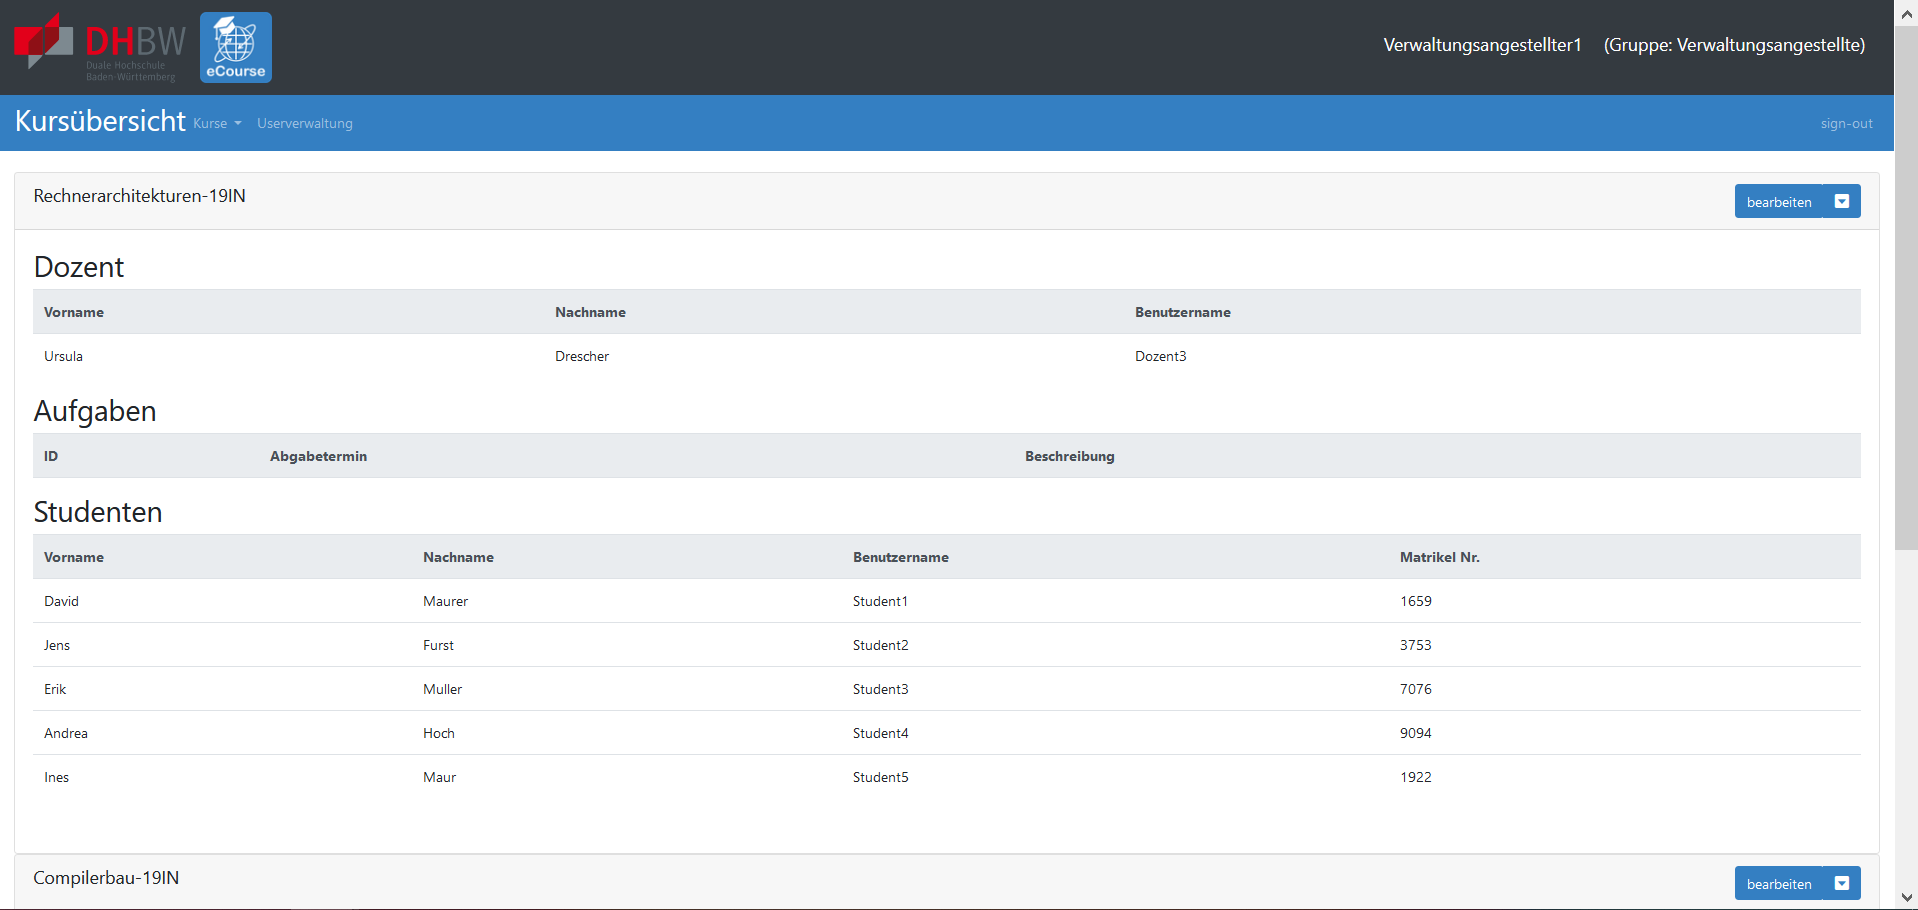 DHBW
Duale Hochschule
Baden-Württemberg
eCourse
Verwaltungsangestellter1 (Gruppe: Verwaltungsangestellte)
Kursübersicht Kurse Userverwaltung sign-out
Rechnerarchitekturen-19IN bearbeiten
Dozent
Vorname Nachname Benutzername
Ursula Drescher Dozent3
Aufgaben
ID Abgabetermin Beschreibung
Studenten
Vorname Nachname Benutzername Matrikel Nr.
David Maurer Student1 1659
Jens Furst Student2 3753
Erik Muller Student3 7076
Andrea Hoch Student4 9094
Ines Maur Student5 1922
Compilerbau-19IN bearbeiten